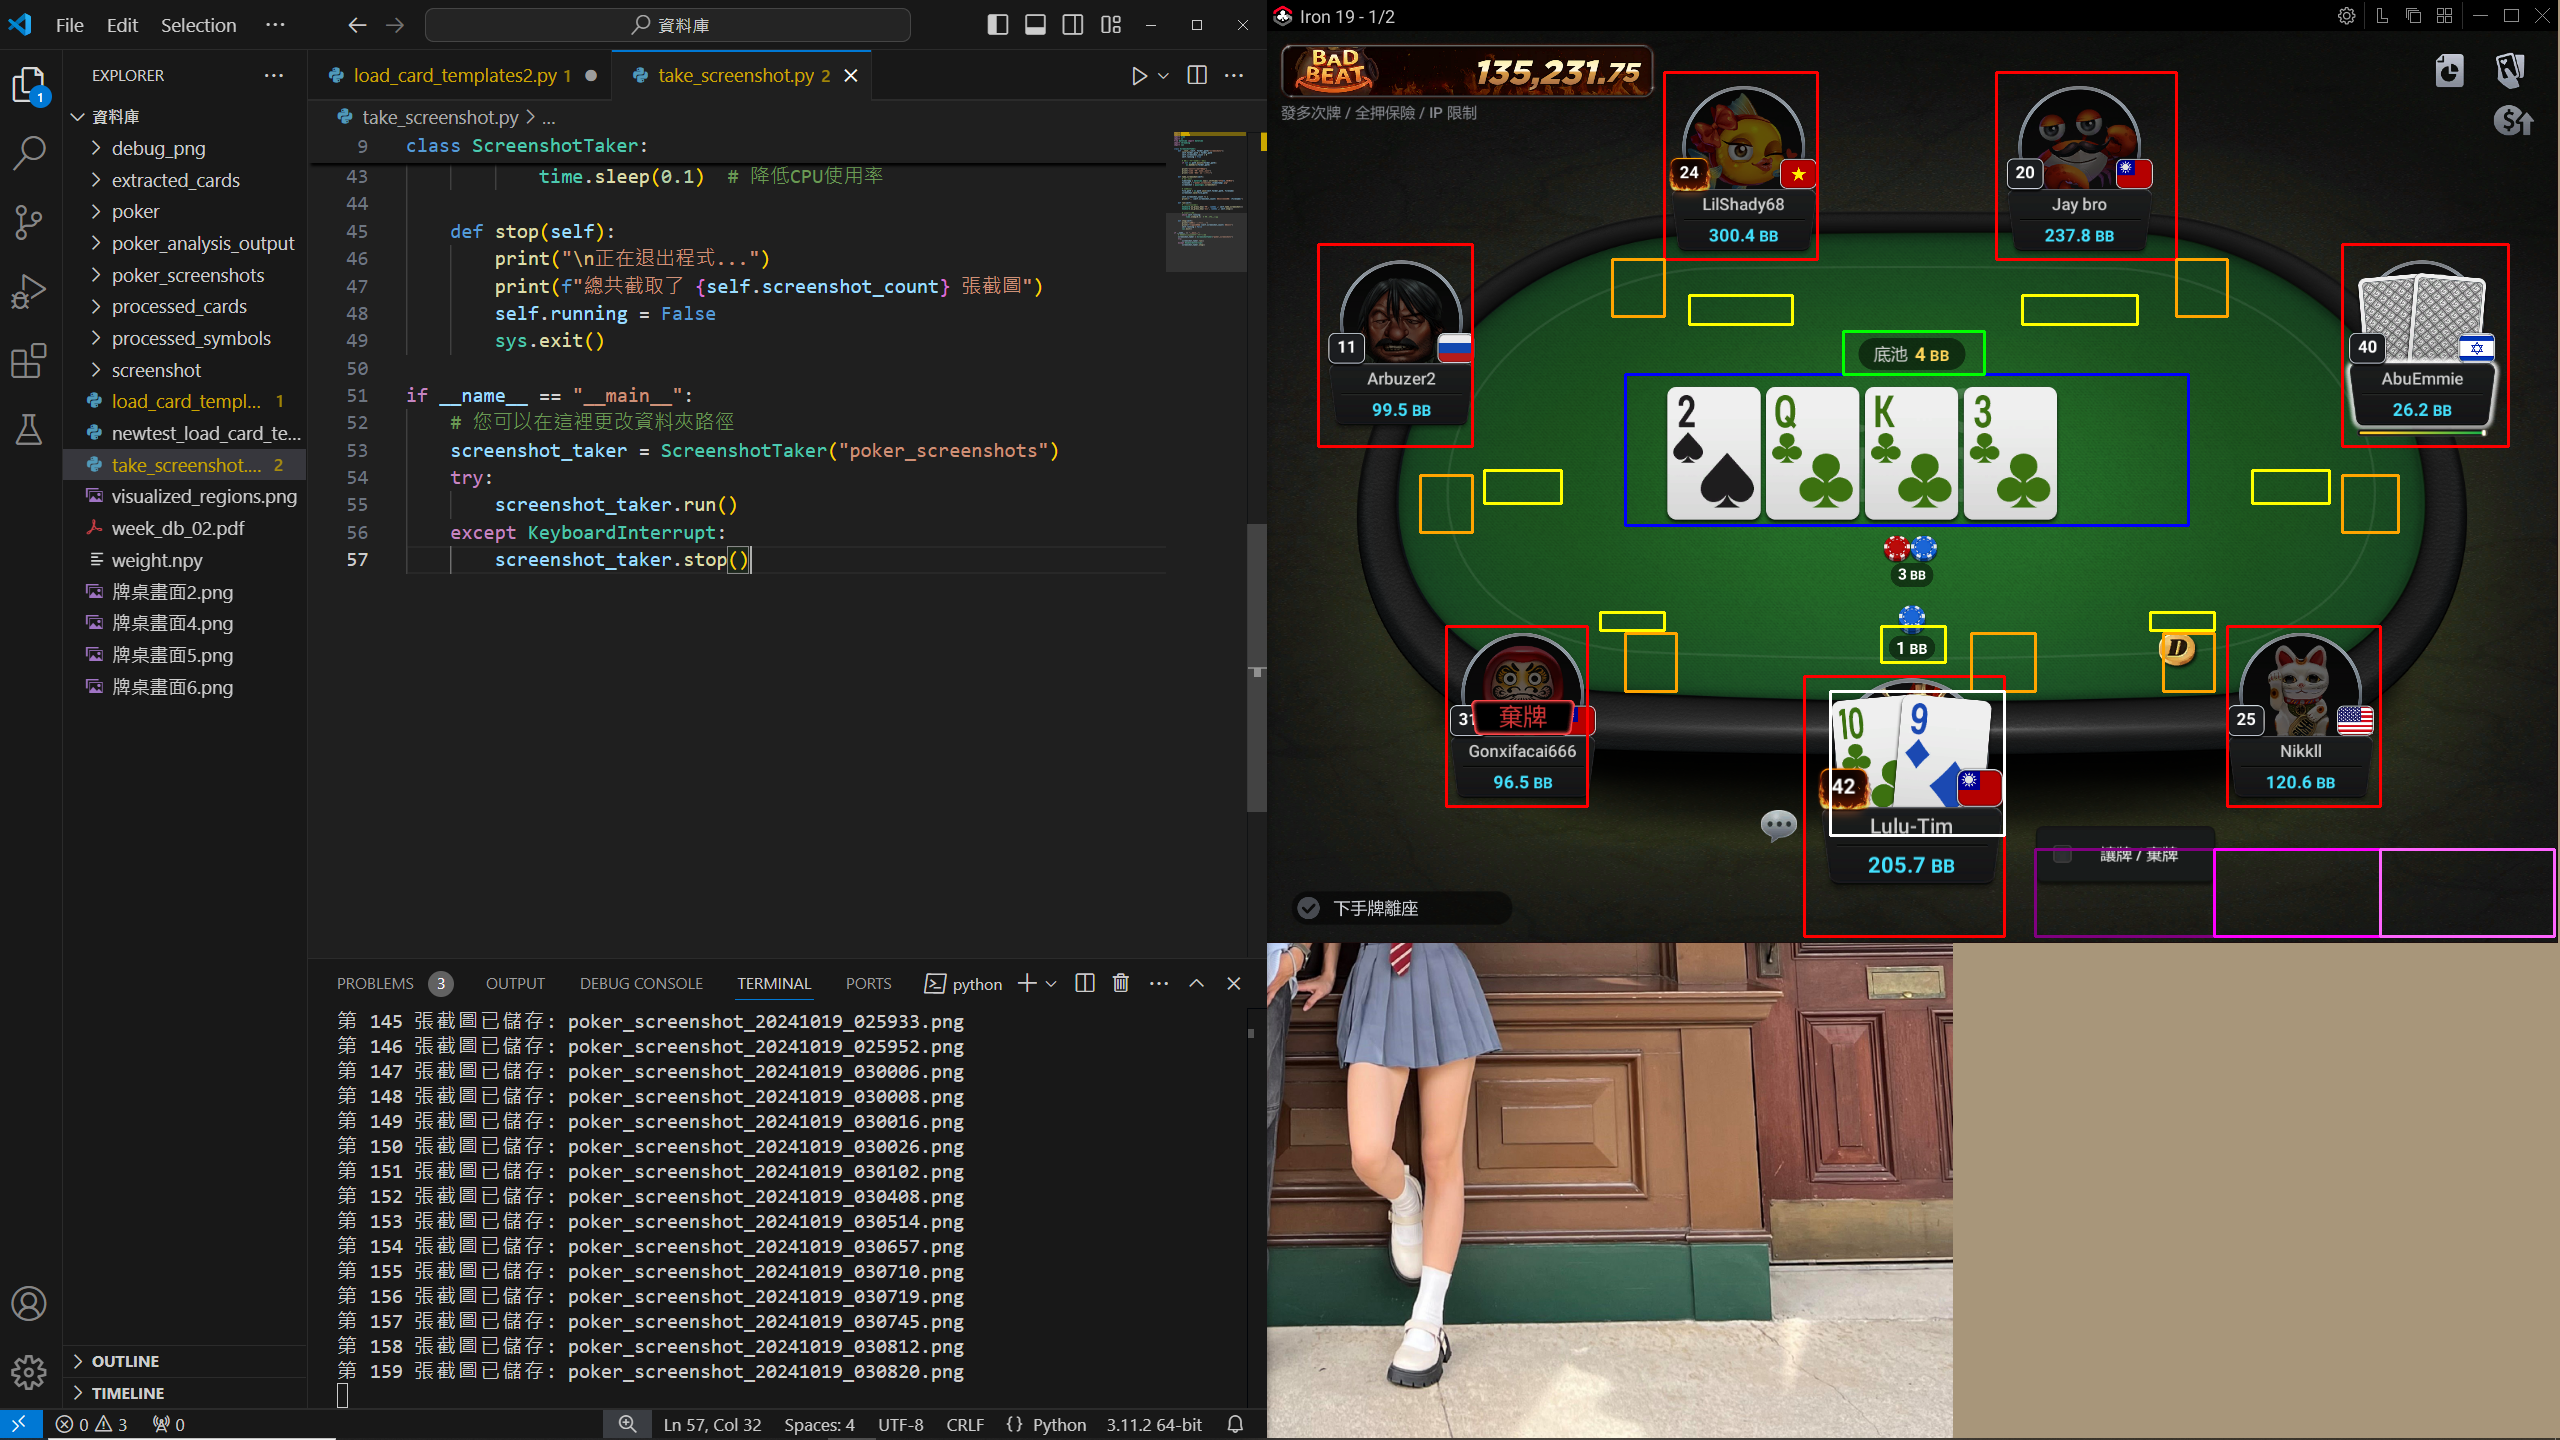 File Edit Selection ···
資料庫
EXPLORER
資料庫
debug_png
extracted_cards
poker
poker_analysis_output
poker_screenshots
processed_cards
processed_symbols
screenshot
load_card_templ... 1
newtest_load_card_te...
take_screenshot.... 2
visualized_regions.png
week_db_02.pdf
weight.npy
牌桌畫面2.png
牌桌畫面4.png
牌桌畫面5.png
牌桌畫面6.png
OUTLINE
TIMELINE
1
load_card_templates2.py 1
take_screenshot.py 2
take_screenshot.py > ...
9 class ScreenshotTaker:
43 time.sleep(0.1) # 降低CPU使用率
44
45 def stop(self):
46 print("\n正在退出程式...")
47 print(f"總共截取了 {self.screenshot_count} 張截圖")
48 self.running = False
49 sys.exit()
50
51 if __name__ == "__main__":
52 # 您可以在這裡更改資料夾路徑
53 screenshot_taker = ScreenshotTaker("poker_screenshots")
54 try:
55 screenshot_taker.run()
56 except KeyboardInterrupt:
57 screenshot_taker.stop()
PROBLEMS 3 OUTPUT DEBUG CONSOLE TERMINAL PORTS python
第 145 張截圖已儲存: poker_screenshot_20241019_025933.png
第 146 張截圖已儲存: poker_screenshot_20241019_025952.png
第 147 張截圖已儲存: poker_screenshot_20241019_030006.png
第 148 張截圖已儲存: poker_screenshot_20241019_030008.png
第 149 張截圖已儲存: poker_screenshot_20241019_030016.png
第 150 張截圖已儲存: poker_screenshot_20241019_030026.png
第 151 張截圖已儲存: poker_screenshot_20241019_030102.png
第 152 張截圖已儲存: poker_screenshot_20241019_030408.png
第 153 張截圖已儲存: poker_screenshot_20241019_030514.png
第 154 張截圖已儲存: poker_screenshot_20241019_030657.png
第 155 張截圖已儲存: poker_screenshot_20241019_030710.png
第 156 張截圖已儲存: poker_screenshot_20241019_030719.png
第 157 張截圖已儲存: poker_screenshot_20241019_030745.png
第 158 張截圖已儲存: poker_screenshot_20241019_030812.png
第 159 張截圖已儲存: poker_screenshot_20241019_030820.png
0 3 0
Ln 57, Col 32 Spaces: 4 UTF-8 CRLF {} Python 3.11.2 64-bit
Iron 19 - 1/2
L
BAD BEAT 135,231.75
發多次牌 / 全押保險 / IP 限制
24
LilShady68
300.4 BB
20
Jay bro
237.8 BB
11
Arbuzer2
99.5 BB
40
AbuEmmie
26.2 BB
底池 4 BB
2 Q K 3
3 BB
1 BB
D
31
棄牌
Gonxifacai666
96.5 BB
10 9
42
Lulu-Tim
205.7 BB
25
Nikkll
120.6 BB
讓牌 / 棄牌
下手牌離座